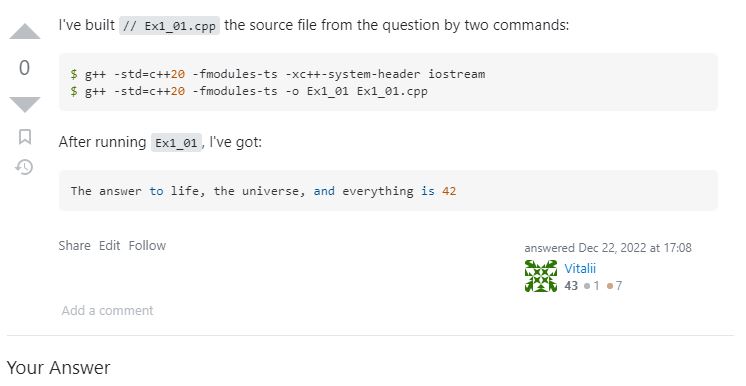 I've built // Ex1_01.cpp the source file from the question by two commands:
0
$ g++ -std=c++20 -fmodules-ts -xc++-system-header iostream
$ g++ -std=c++20 -fmodules-ts -o Ex1_01 Ex1_01.cpp
After running Ex1_01, I've got:
The answer to life, the universe, and everything is 42
Share Edit Follow
answered Dec 22, 2022 at 17:08
Vitalii
43 1 7
Add a comment
Your Answer